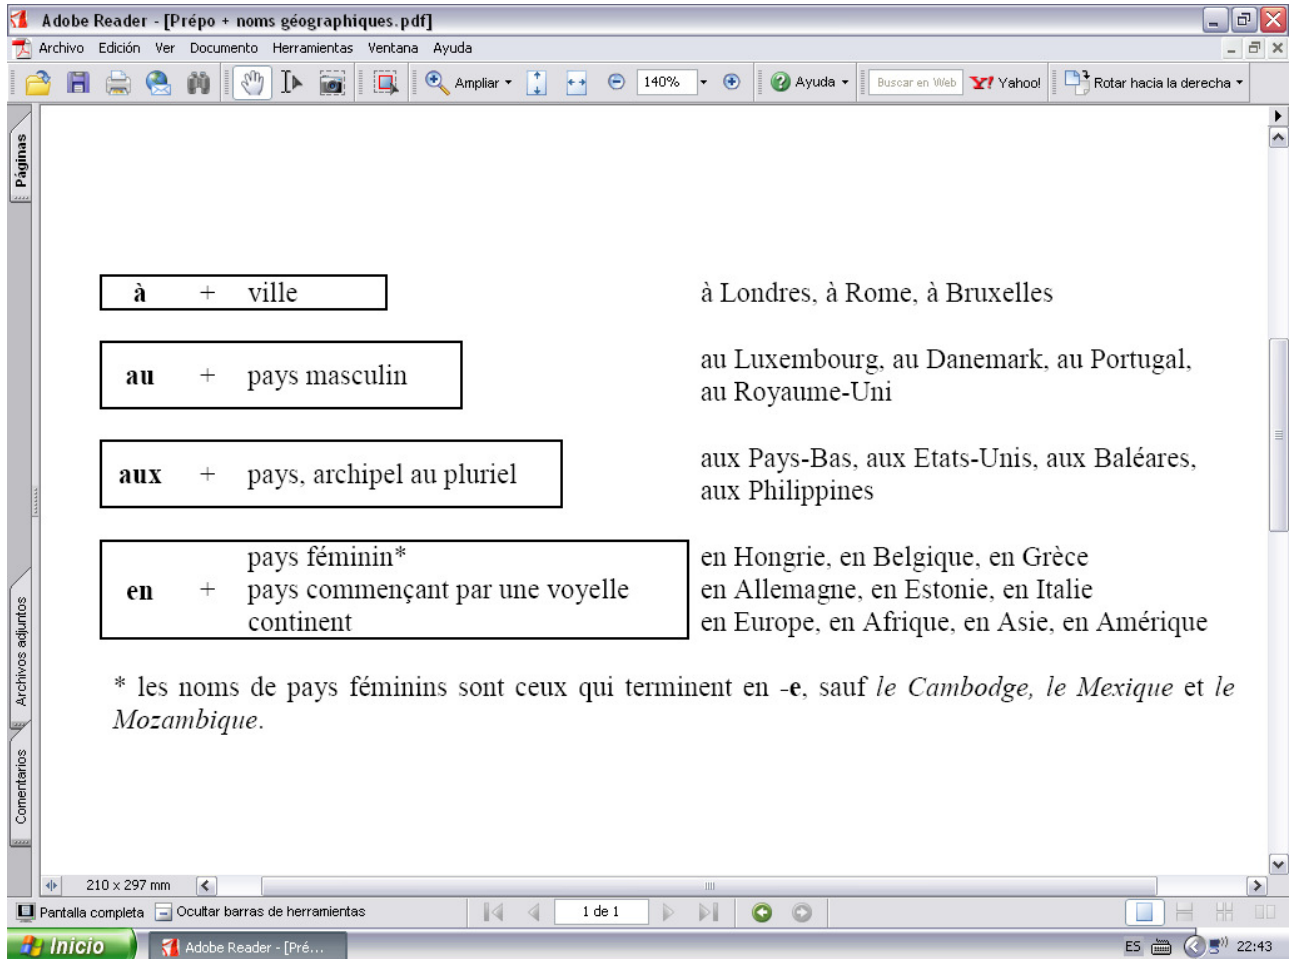 Adobe Reader - [Prépo + noms géographiques.pdf]
Archivo Edición Ver Documento Herramientas Ventana Ayuda
Ampliar 140% Ayuda Buscar en Web Y! Yahoo! Rotar hacia la derecha
Páginas
à + ville à Londres, à Rome, à Bruxelles
au Luxembourg, au Danemark, au Portugal,
au + pays masculin
au Royaume-Uni
aux Pays-Bas, aux Etats-Unis, aux Baléares,
aux + pays, archipel au pluriel
aux Philippines
pays féminin* en Hongrie, en Belgique, en Grèce
en + pays commençant par une voyelle en Allemagne, en Estonie, en Italie
continent en Europe, en Afrique, en Asie, en Amérique
Archivos adjuntos
* les noms de pays féminins sont ceux qui terminent en -e, sauf le Cambodge, le Mexique et le
Mozambique.
Comentarios
210 x 297 mm
Pantalla completa Ocultar barras de herramientas 1 de 1
Inicio Adobe Reader - [Pré... ES 22:43